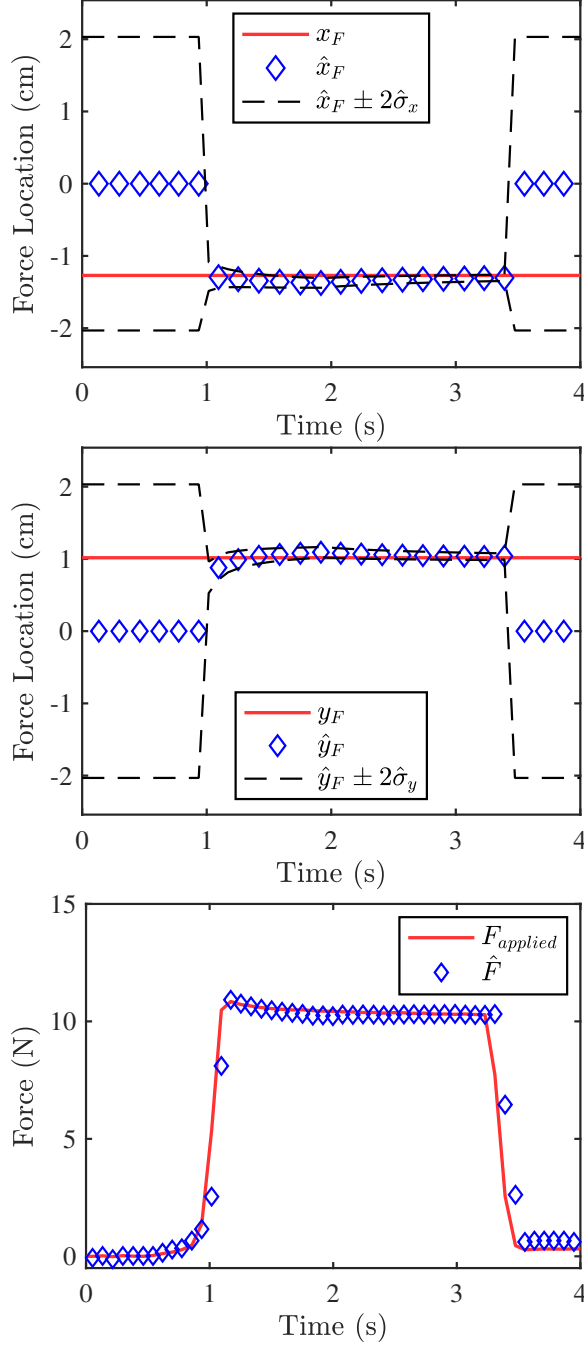 Force Location (cm)
2
1
0
-1
-2
x_F
x̂_F
x̂_F ± 2σ̂_x
0
1
2
3
4
Time (s)
Force Location (cm)
2
1
0
-1
-2
y_F
ŷ_F
ŷ_F ± 2σ̂_y
0
1
2
3
4
Time (s)
Force (N)
15
10
5
0
F_applied
F̂
0
1
2
3
4
Time (s)